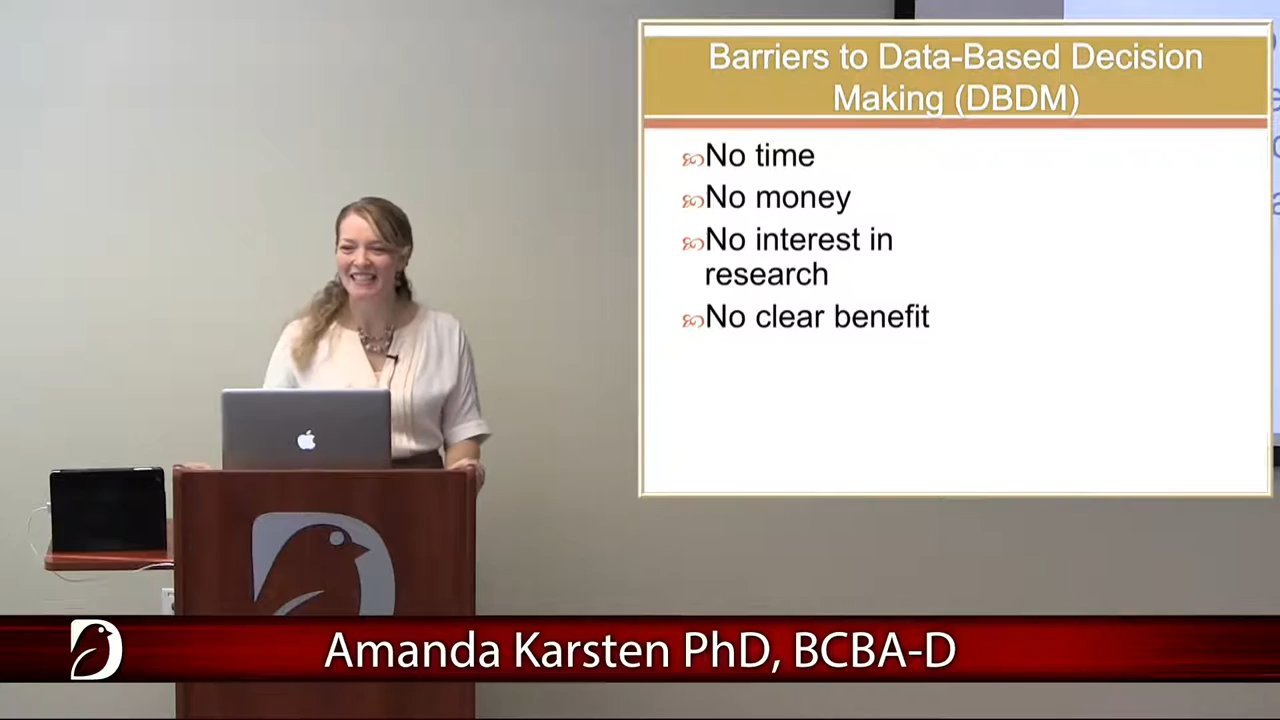 Barriers to Data-Based Decision
Making (DBDM)
No time
No money
No interest in
research
No clear benefit
Amanda Karsten PhD, BCBA-D